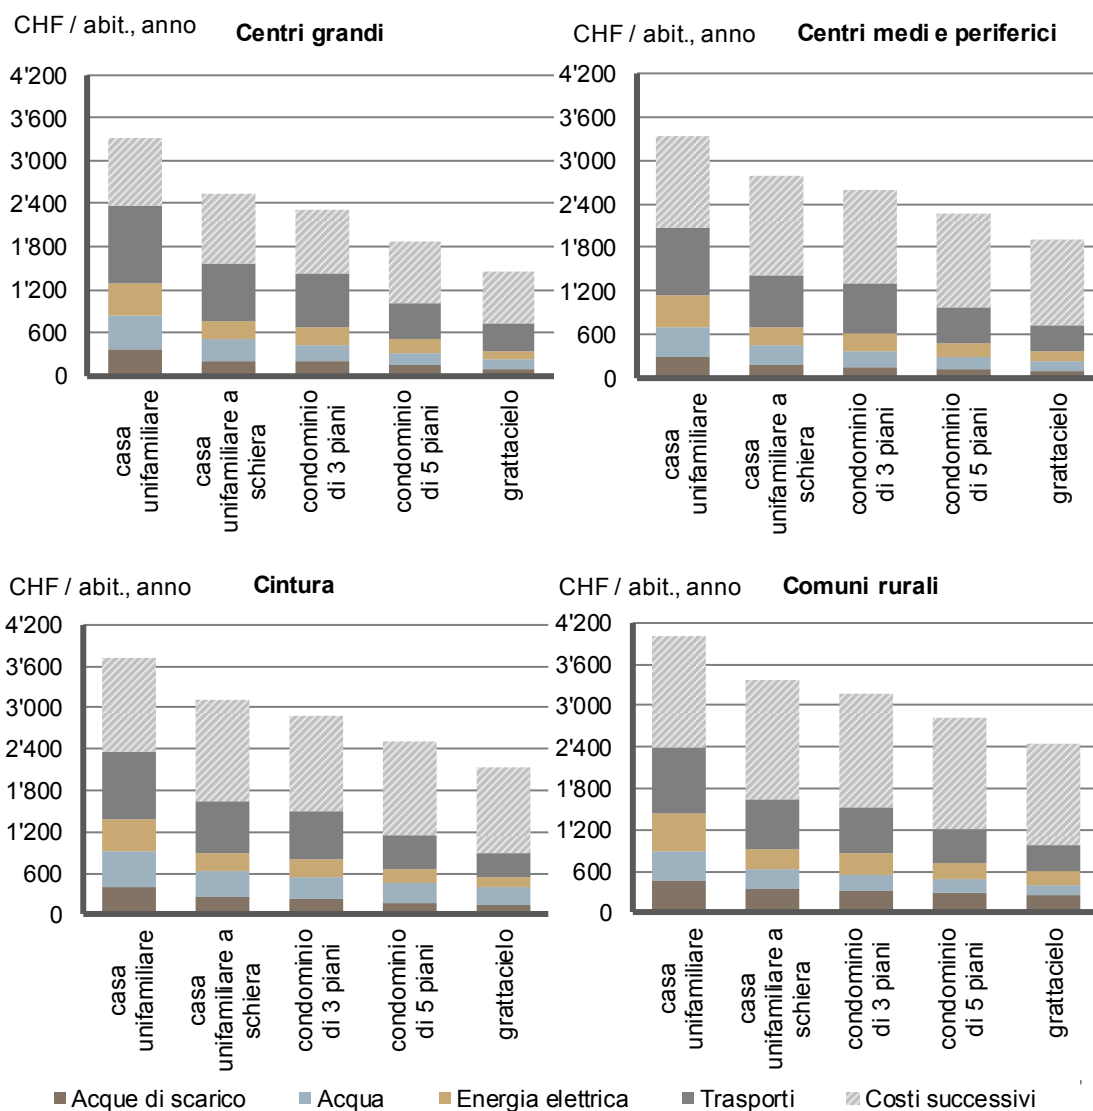 CHF / abit., anno
Centri grandi
4'200
3'600
3'000
2'400
1'800
1'200
600
0
casa
unifamiliare
casa
unifamiliare a
schiera
condominio
di 3 piani
condominio
di 5 piani
grattacielo
CHF / abit., anno
Centri medi e periferici
4'200
3'600
3'000
2'400
1'800
1'200
600
0
casa
unifamiliare
casa
unifamiliare a
schiera
condominio
di 3 piani
condominio
di 5 piani
grattacielo
CHF / abit., anno
Cintura
4'200
3'600
3'000
2'400
1'800
1'200
600
0
casa
unifamiliare
casa
unifamiliare a
schiera
condominio
di 3 piani
condominio
di 5 piani
grattacielo
CHF / abit., anno
Comuni rurali
4'200
3'600
3'000
2'400
1'800
1'200
600
0
casa
unifamiliare
casa
unifamiliare a
schiera
condominio
di 3 piani
condominio
di 5 piani
grattacielo
Acque di scarico Acqua Energia elettrica Trasporti Costi successivi